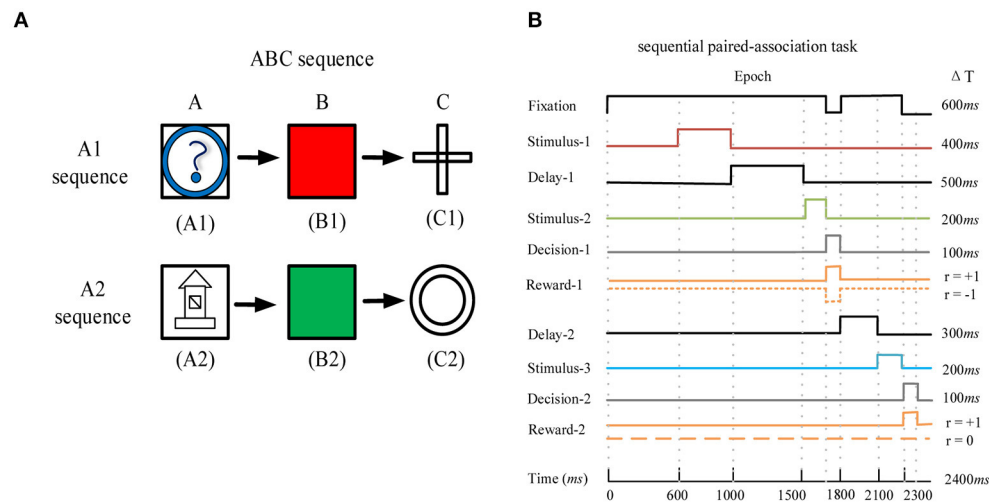 A
ABC sequence
A B C
A1
sequence
?
(A1) (B1) (C1)
A2
sequence
(A2) (B2) (C2)
B
sequential paired-association task
Epoch Δ T
Fixation 600ms
Stimulus-1 400ms
Delay-1 500ms
Stimulus-2 200ms
Decision-1 100ms
Reward-1 r = +1
r = -1
Delay-2 300ms
Stimulus-3 200ms
Decision-2 100ms
Reward-2 r = +1
r = 0
Time (ms) 0 600 1000 1500 1800 2100 2300 2400ms